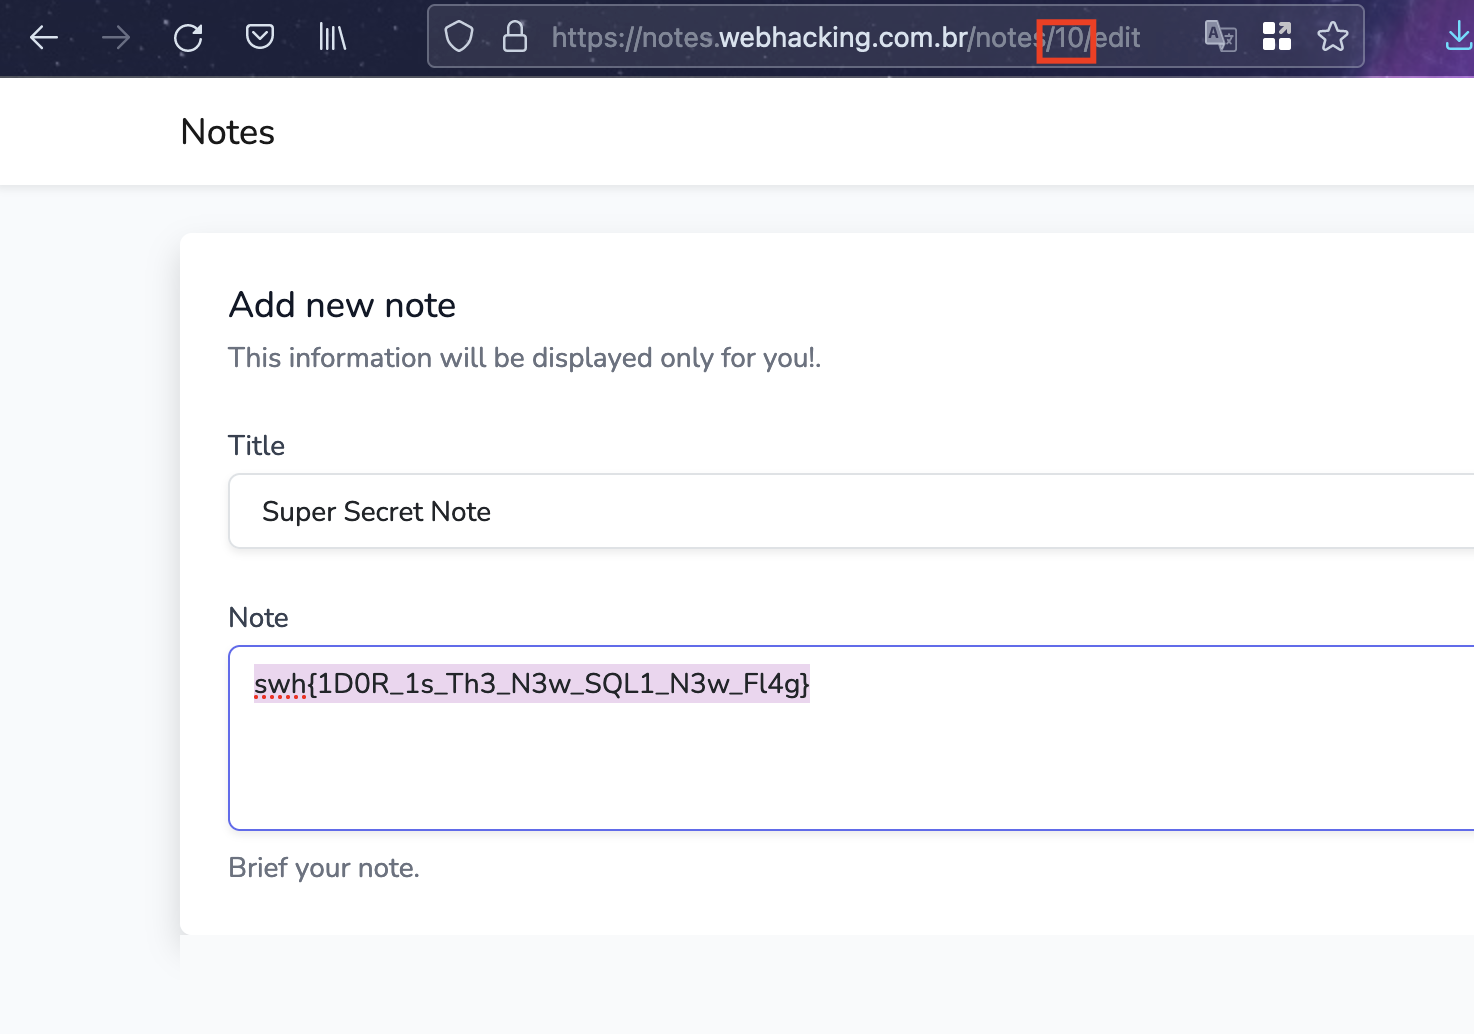 https://notes.webhacking.com.br/notes/10/edit
Notes
Add new note
This information will be displayed only for you!.
Title
Super Secret Note
Note
swh{1D0R_1s_Th3_N3w_SQL1_N3w_Fl4g}
Brief your note.